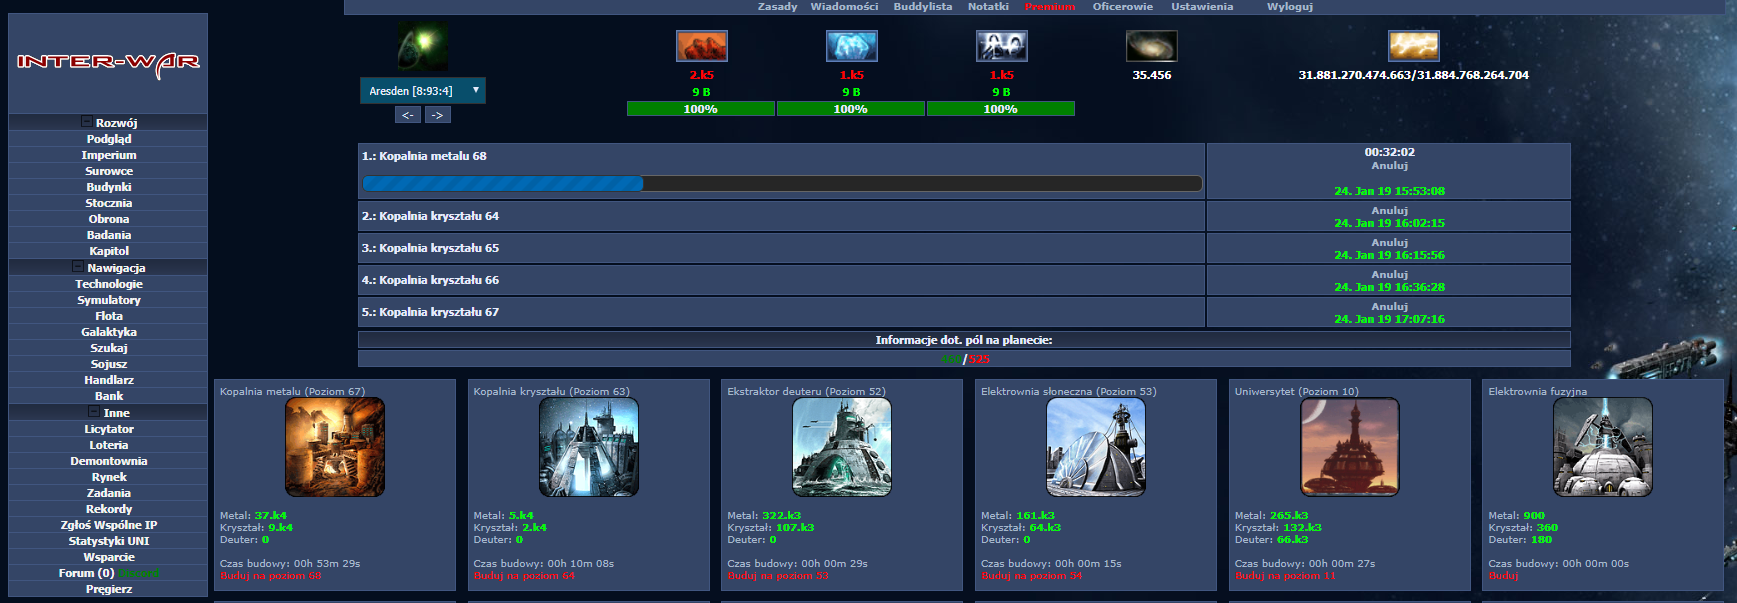 Zasady Wiadomości Buddylista Notatki Premium Oficerowie Ustawienia Wyloguj
INTER-WAR
Rozwój
Podgląd
Imperium
Surowce
Budynki
Stocznia
Obrona
Badania
Kapitol
Nawigacja
Technologie
Symulatory
Flota
Galaktyka
Szukaj
Sojusz
Handlarz
Bank
Inne
Licytator
Loteria
Demontownia
Rynek
Zadania
Rekordy
Zgłoś Wspólne IP
Statystyki UNI
Wsparcie
Forum (0) Discord
Pręgierz
Aresden [8:93:4]
<- ->
2.k5 1.k5 1.k5 35.456 31.881.270.474.663/31.884.768.264.704
9 B 9 B 9 B
100% 100% 100%
1.: Kopalnia metalu 68
00:32:02
Anuluj
24. Jan 19 15:53:08
2.: Kopalnia kryształu 64
Anuluj
24. Jan 19 16:02:15
3.: Kopalnia kryształu 65
Anuluj
24. Jan 19 16:15:56
4.: Kopalnia kryształu 66
Anuluj
24. Jan 19 16:36:28
5.: Kopalnia kryształu 67
Anuluj
24. Jan 19 17:07:16
Informacje dot. pól na planecie:
/525
Kopalnia metalu (Poziom 67)
Metal: 37.k4
Kryształ: 9.k4
Deuter: 0
Czas budowy: 00h 53m 29s
Buduj na poziom 68
Kopalnia kryształu (Poziom 63)
Metal: 5.k4
Kryształ: 2.k4
Deuter: 0
Czas budowy: 00h 10m 08s
Buduj na poziom 64
Ekstraktor deuteru (Poziom 52)
Metal: 322.k3
Kryształ: 107.k3
Deuter: 0
Czas budowy: 00h 00m 29s
Buduj na poziom 53
Elektrownia słoneczna (Poziom 53)
Metal: 161.k3
Kryształ: 64.k3
Deuter: 0
Czas budowy: 00h 00m 15s
Buduj na poziom 54
Uniwersytet (Poziom 10)
Metal: 265.k3
Kryształ: 132.k3
Deuter: 66.k3
Czas budowy: 00h 00m 27s
Buduj na poziom 11
Elektrownia fuzyjna
Metal: 900
Kryształ: 360
Deuter: 180
Czas budowy: 00h 00m 00s
Buduj